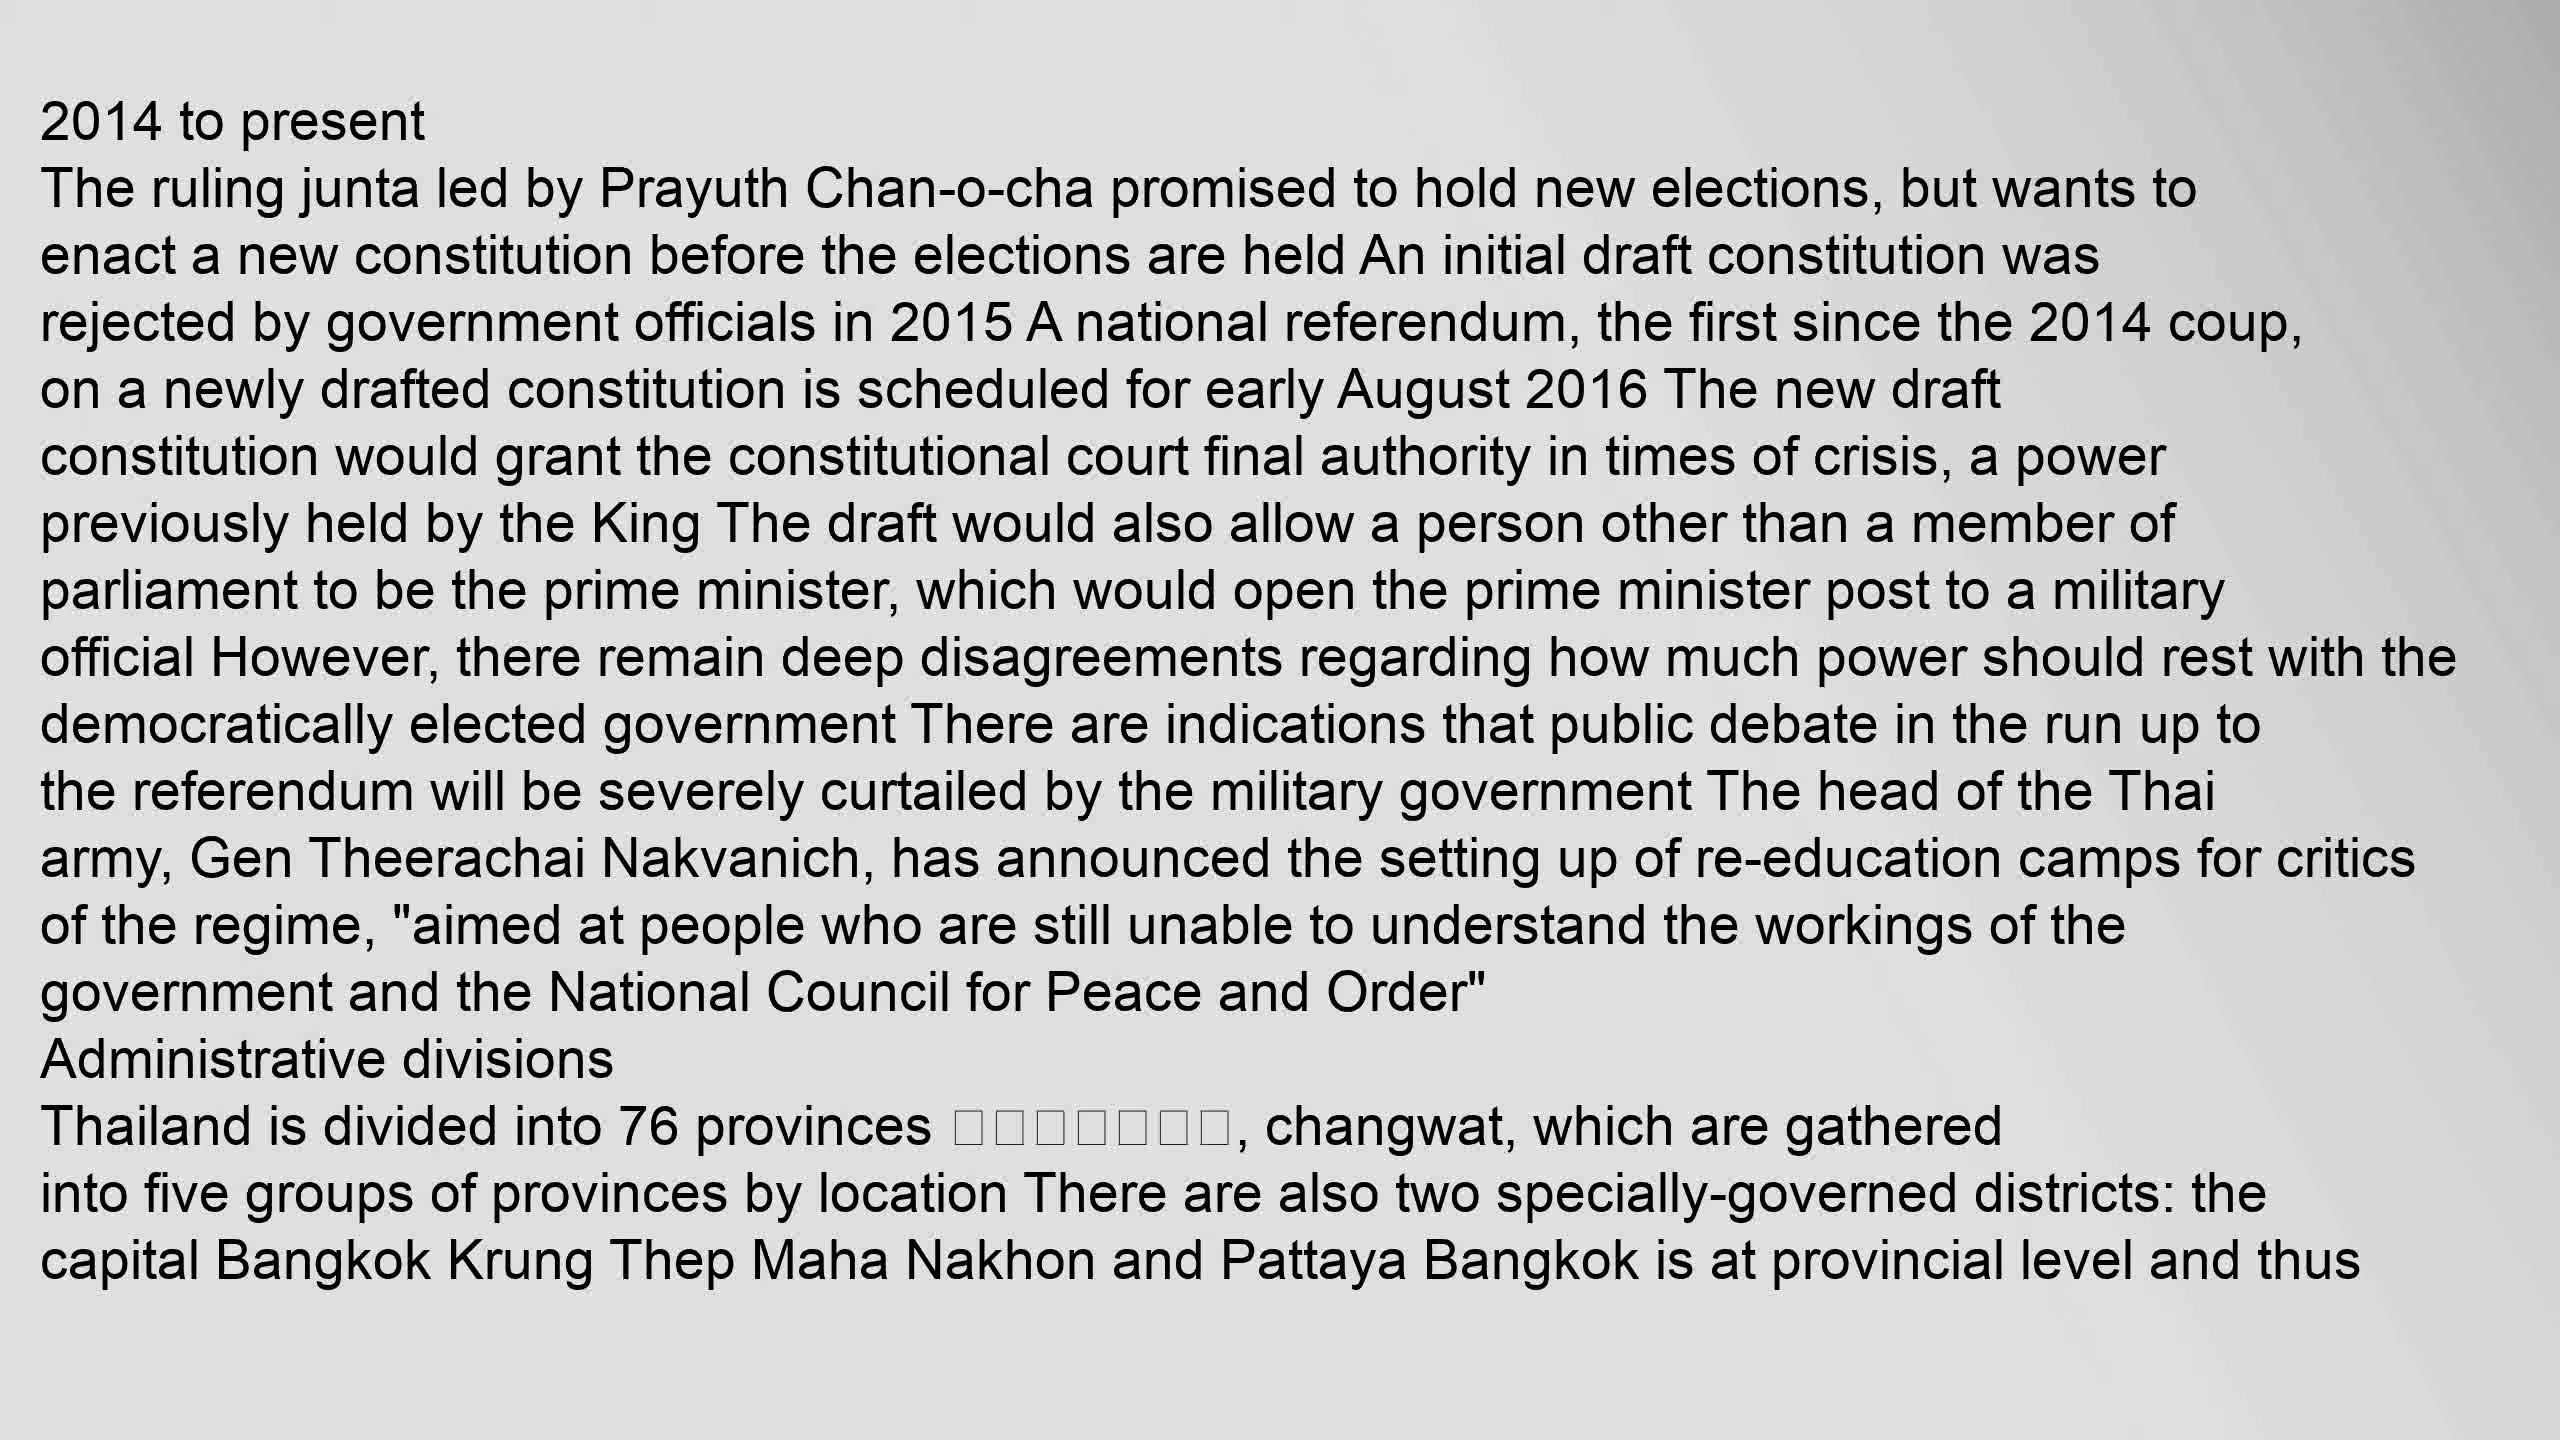 2014 to present
The ruling junta led by Prayuth Chan-o-cha promised to hold new elections, but wants to
enact a new constitution before the elections are held An initial draft constitution was
rejected by government officials in 2015 A national referendum, the first since the 2014 coup,
on a newly drafted constitution is scheduled for early August 2016 The new draft
constitution would grant the constitutional court final authority in times of crisis, a power
previously held by the King The draft would also allow a person other than a member of
parliament to be the prime minister, which would open the prime minister post to a military
official However, there remain deep disagreements regarding how much power should rest with the
democratically elected government There are indications that public debate in the run up to
the referendum will be severely curtailed by the military government The head of the Thai
army, Gen Theerachai Nakvanich, has announced the setting up of re-education camps for critics
of the regime, "aimed at people who are still unable to understand the workings of the
government and the National Council for Peace and Order"
Administrative divisions
Thailand is divided into 76 provinces □□□□□□□, changwat, which are gathered
into five groups of provinces by location There are also two specially-governed districts: the
capital Bangkok Krung Thep Maha Nakhon and Pattaya Bangkok is at provincial level and thus